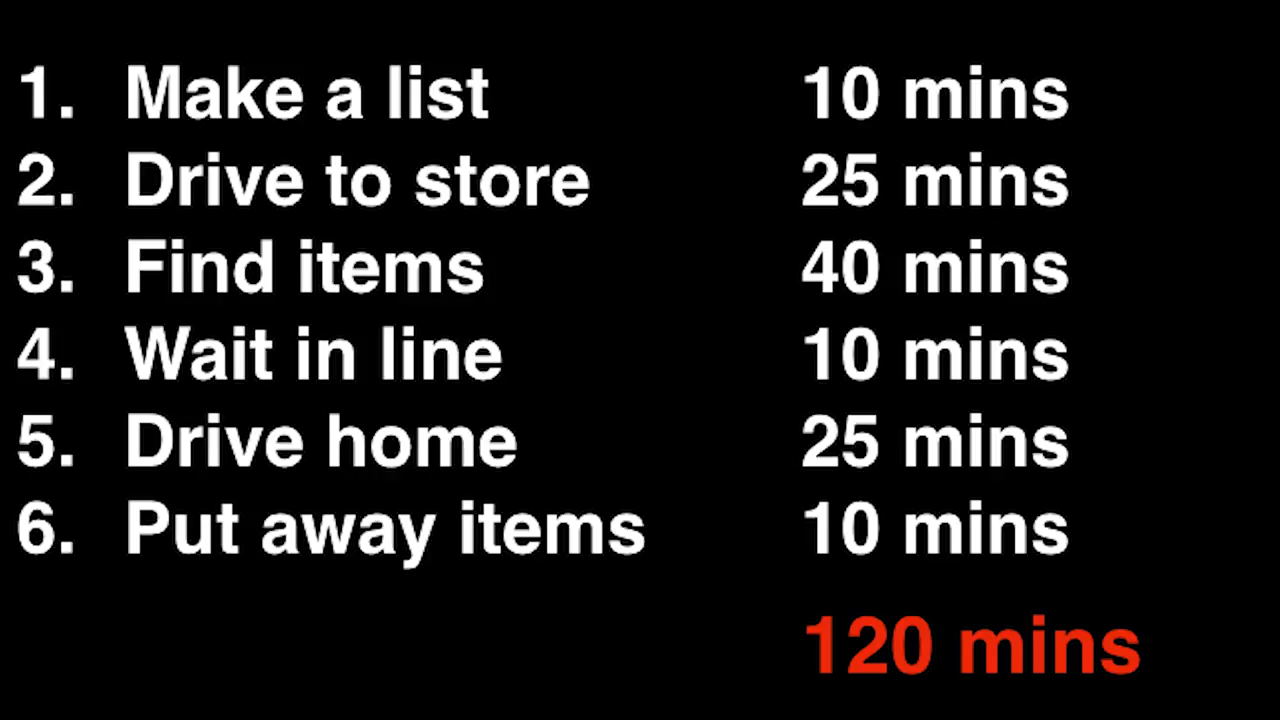 1. Make a list 10 mins
2. Drive to store 25 mins
3. Find items 40 mins
4. Wait in line 10 mins
5. Drive home 25 mins
6. Put away items 10 mins
120 mins